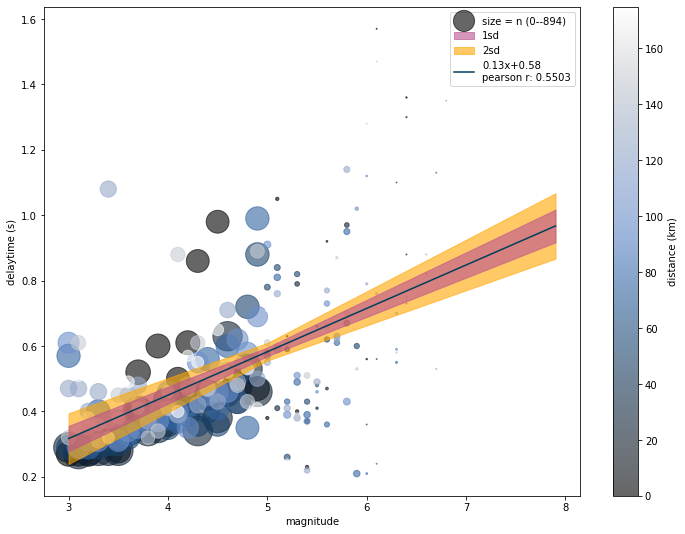 size = n (0--894)
1sd
2sd
0.13x+0.58
pearson r: 0.5503
delaytime (s)
1.6
1.4
1.2
1.0
0.8
0.6
0.4
0.2
3 4 5 6 7 8
magnitude
160
140
120
100
80
60
40
20
0
distance (km)